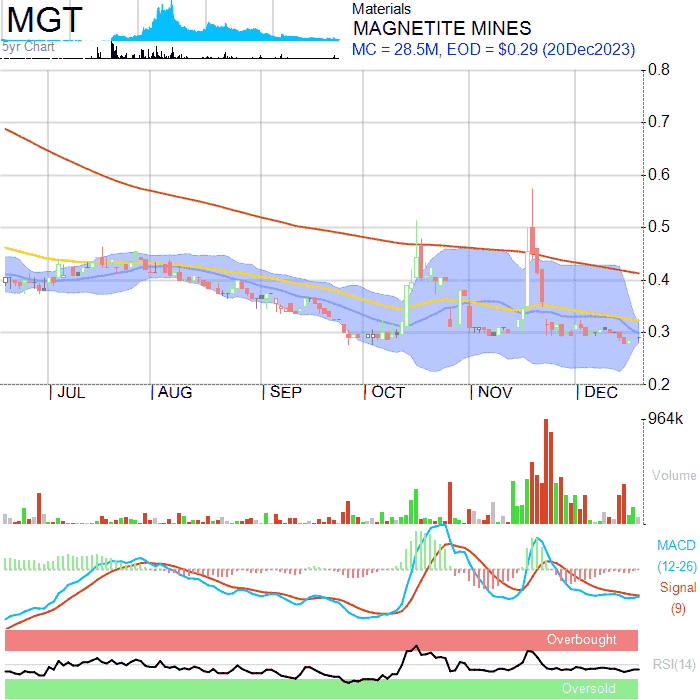 MGT
5yr Chart
Materials
MAGNETITE MINES
MC = 28.5M, EOD = $0.29 (20Dec2023)
0.8
0.7
0.6
0.5
0.4
0.3
0.2
JUL AUG SEP OCT NOV DEC
964k
Volume
MACD
(12-26)
Signal
(9)
Overbought
RSI(14)
Oversold